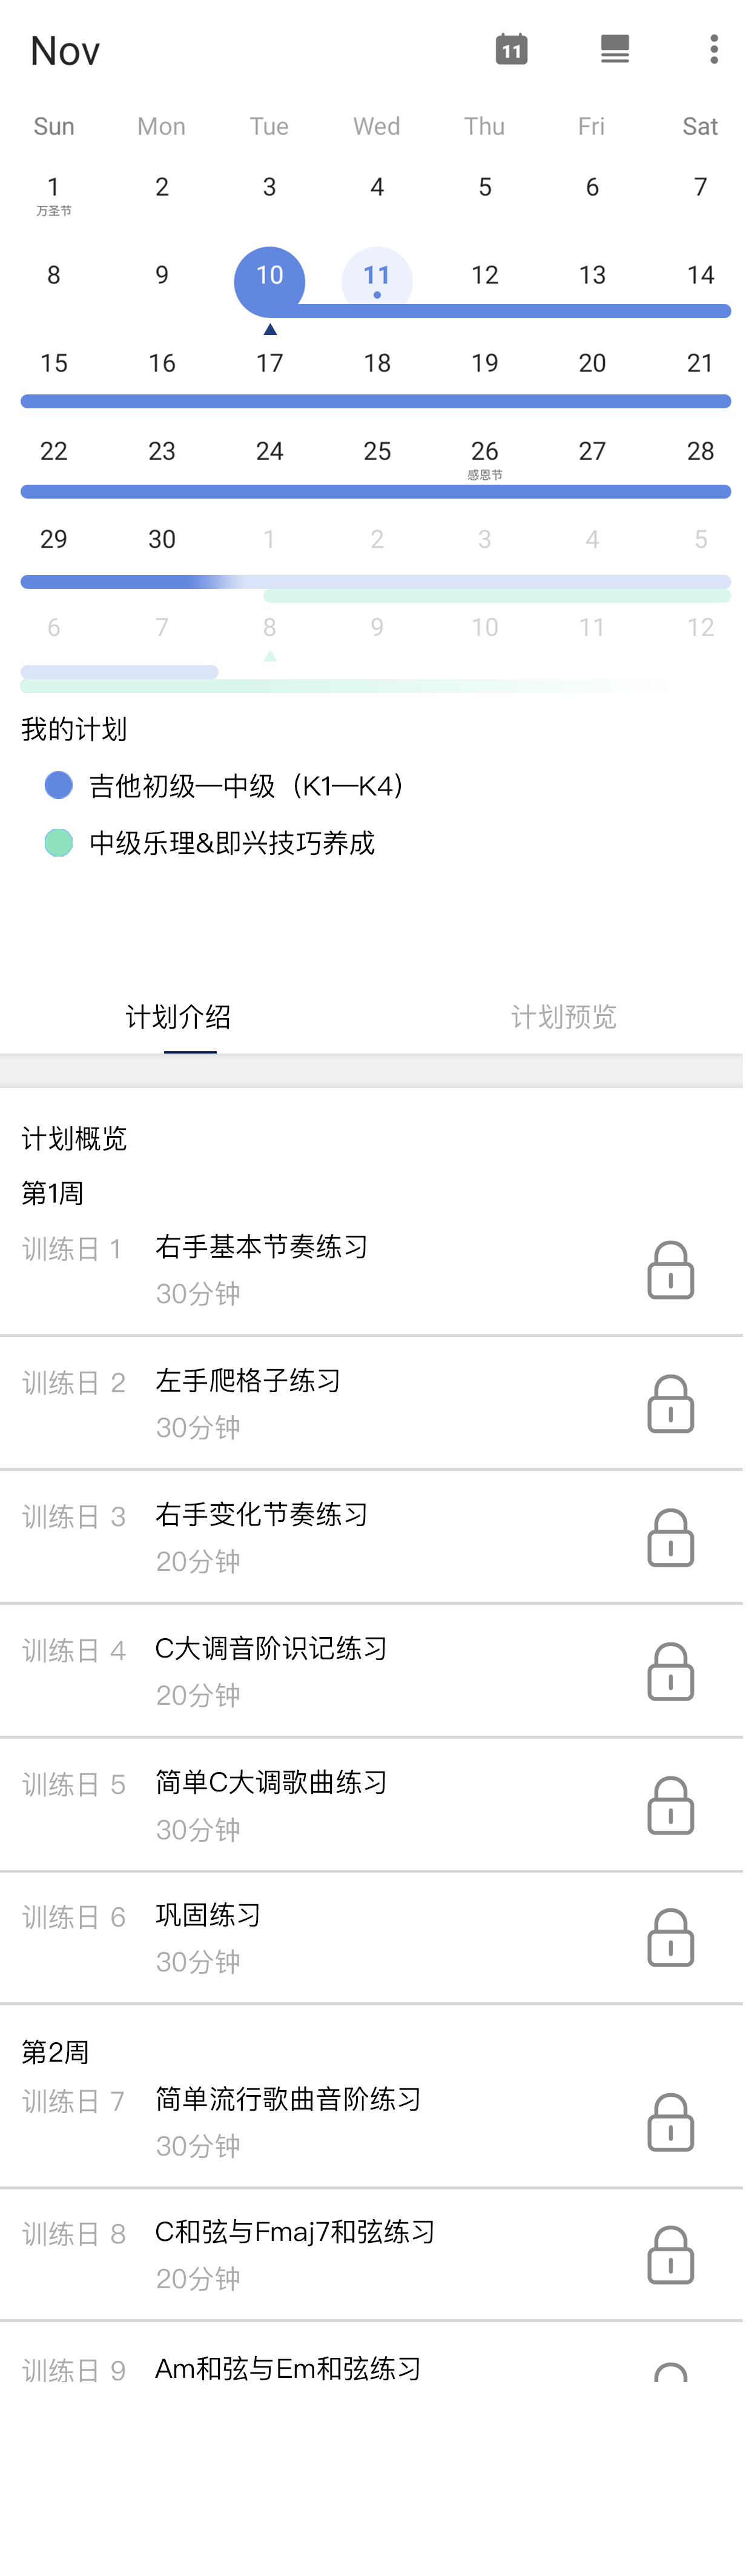 Nov
11
Sun Mon Tue Wed Thu Fri Sat
1 2 3 4 5 6 7
万圣节
8 9 10 11 12 13 14
15 16 17 18 19 20 21
22 23 24 25 26 27 28
感恩节
29 30 1 2 3 4 5
6 7 8 9 10 11 12
我的计划
吉他初级—中级（K1—K4）
中级乐理&即兴技巧养成
计划介绍 计划预览
计划概览
第1周
训练日 1 右手基本节奏练习
30分钟
训练日 2 左手爬格子练习
30分钟
训练日 3 右手变化节奏练习
20分钟
训练日 4 C大调音阶识记练习
20分钟
训练日 5 简单C大调歌曲练习
30分钟
训练日 6 巩固练习
30分钟
第2周
训练日 7 简单流行歌曲音阶练习
30分钟
训练日 8 C和弦与Fmaj7和弦练习
20分钟
训练日 9 Am和弦与Em和弦练习